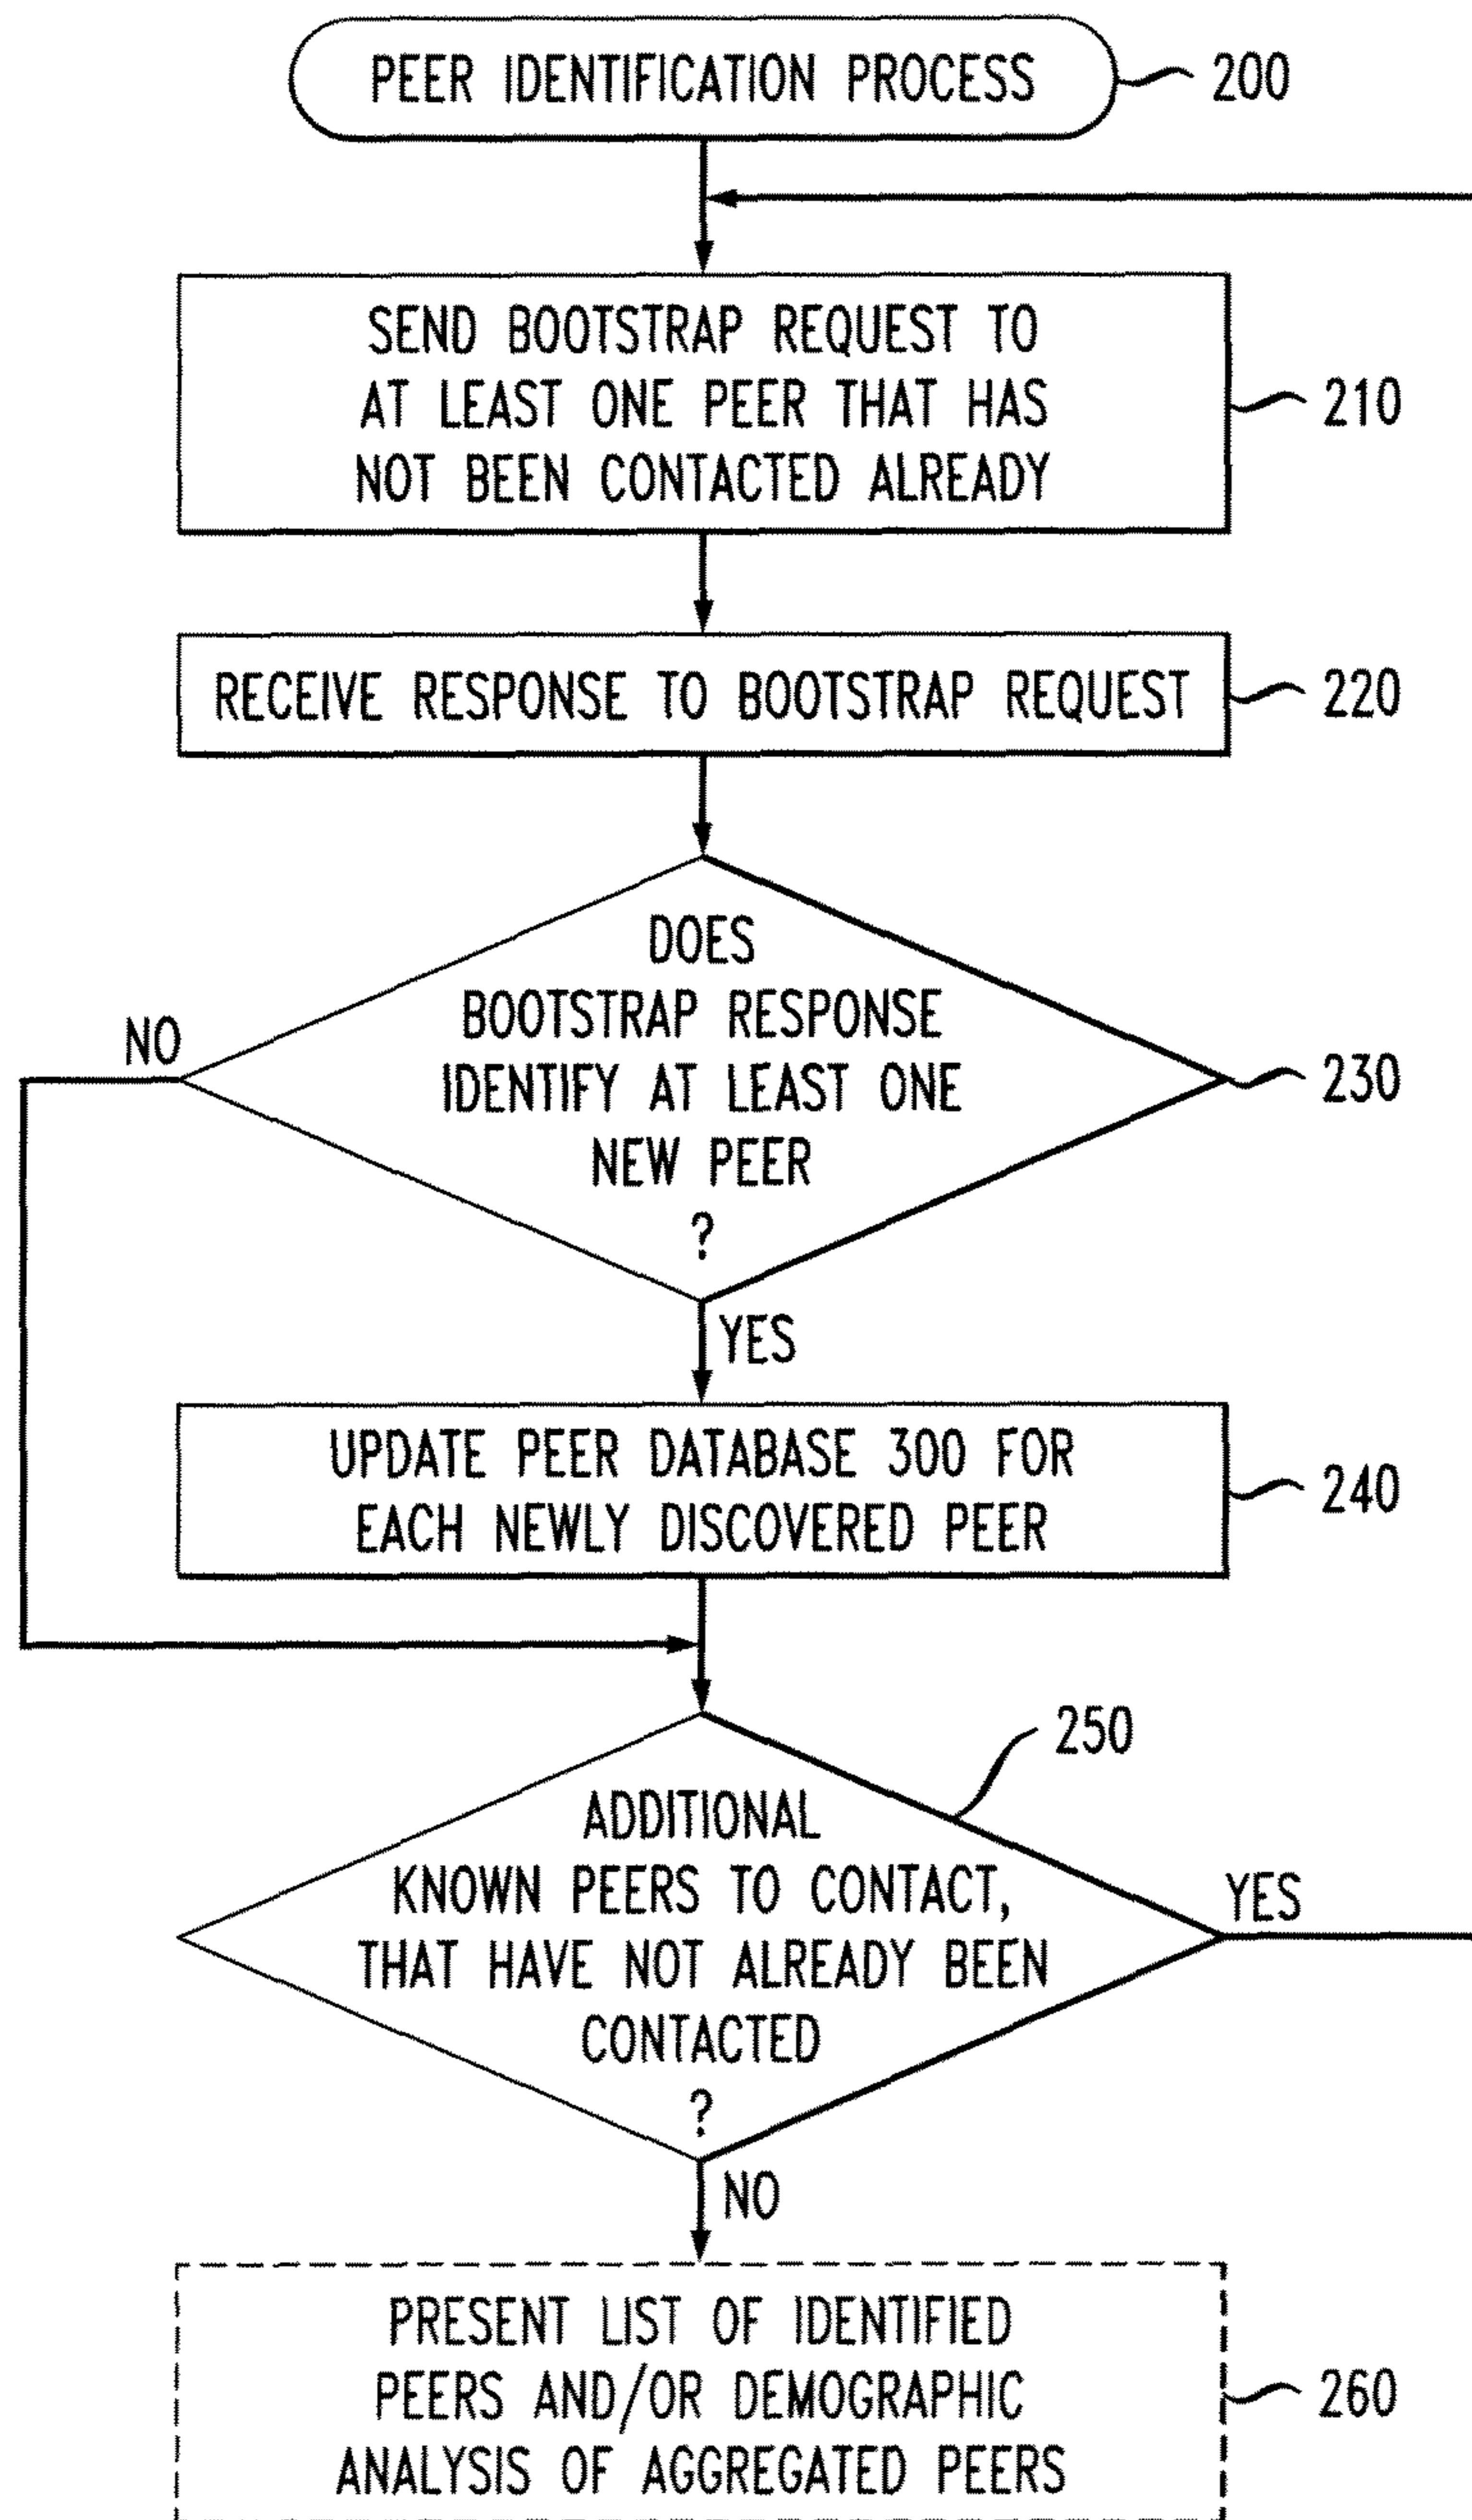 PEER IDENTIFICATION PROCESS
200
SEND BOOTSTRAP REQUEST TO
AT LEAST ONE PEER THAT HAS
NOT BEEN CONTACTED ALREADY
210
RECEIVE RESPONSE TO BOOTSTRAP REQUEST
220
DOES
BOOTSTRAP RESPONSE
IDENTIFY AT LEAST ONE
NEW PEER
?
NO
230
YES
UPDATE PEER DATABASE 300 FOR
EACH NEWLY DISCOVERED PEER
240
250
ADDITIONAL
KNOWN PEERS TO CONTACT,
THAT HAVE NOT ALREADY BEEN
CONTACTED
?
YES
NO
PRESENT LIST OF IDENTIFIED
PEERS AND/OR DEMOGRAPHIC
ANALYSIS OF AGGREGATED PEERS
260